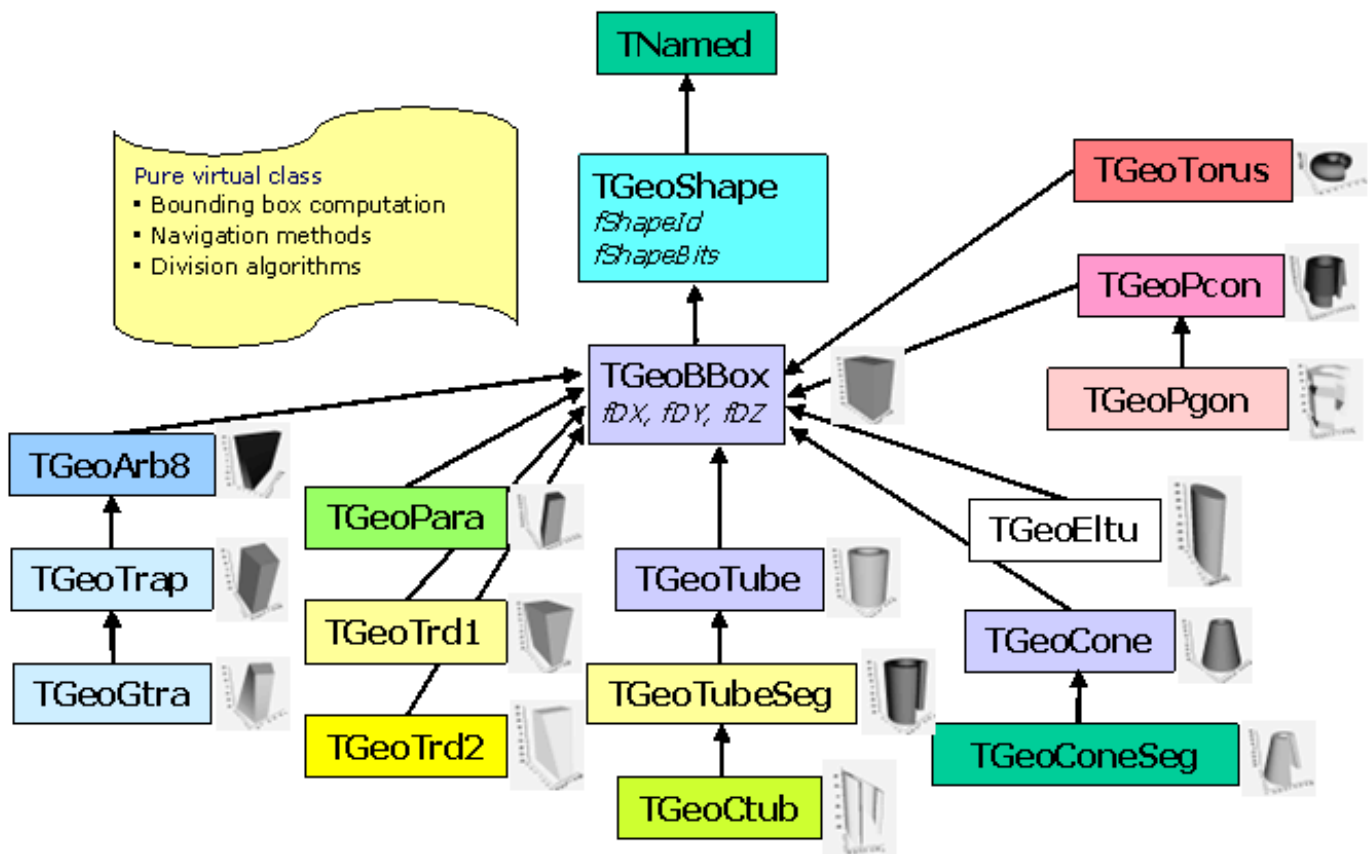 TNamed
Pure virtual class
▪ Bounding box computation
▪ Navigation methods
▪ Division algorithms
TGeoShape
fShapeId
fShapeBits
TGeoTorus
TGeoPcon
TGeoPgon
TGeoBBox
fDX, fDY, fDZ
TGeoArb8
TGeoPara
TGeoEltu
TGeoTrap
TGeoTube
TGeoTrd1
TGeoCone
TGeoGtra
TGeoTubeSeg
TGeoTrd2
TGeoConeSeg
TGeoCtub